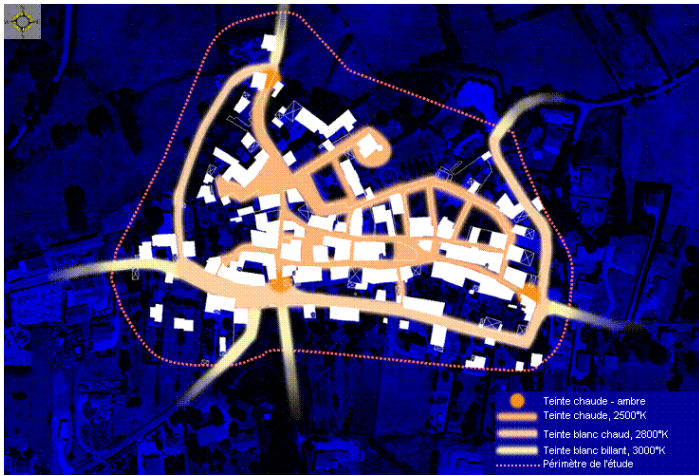 Teinte chaude - ambre
Teinte chaude, 2500°K
Teinte blanc chaud, 2800°K
Teinte blanc billant, 3000°K
Périmètre de l'étude